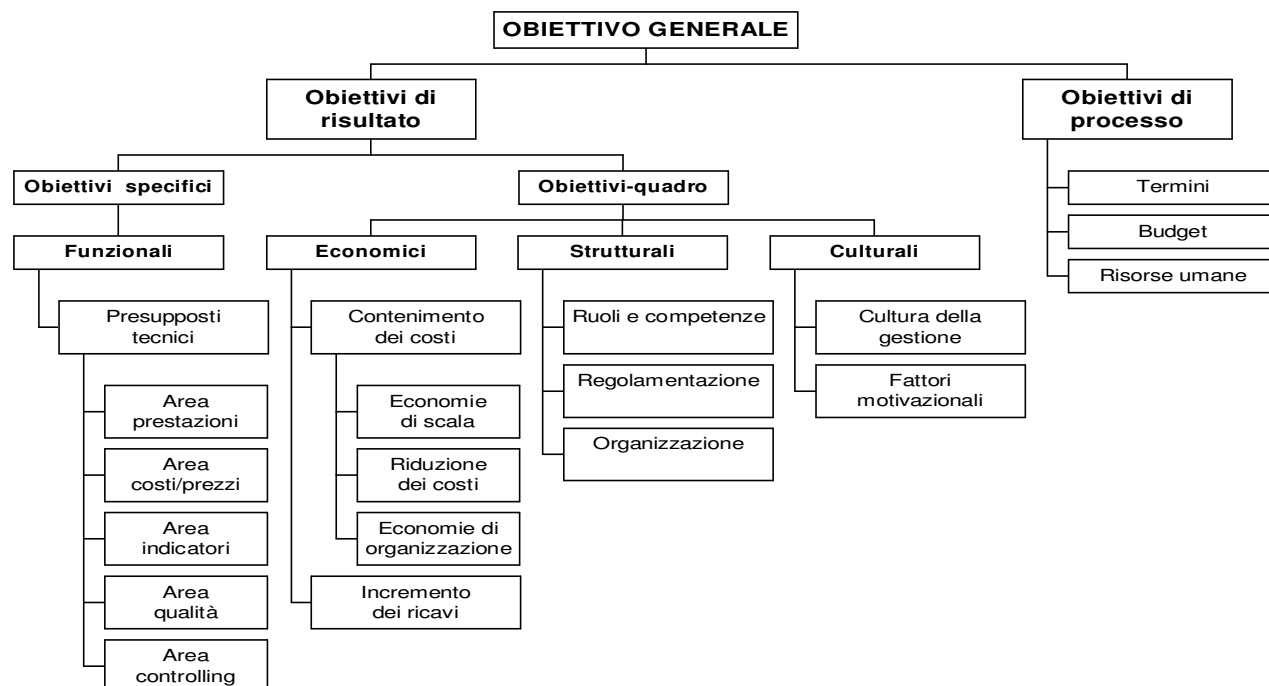 OBIETTIVO GENERALE
Obiettivi di
risultato
Obiettivi di
processo
Obiettivi specifici
Obiettivi-quadro
Termini
Budget
Risorse umane
Funzionali
Economici
Strutturali
Culturali
Presupposti
tecnici
Area
prestazioni
Area
costi/prezzi
Area
indicatori
Area
qualità
Area
controlling
Contenimento
dei costi
Economie
di scala
Riduzione
dei costi
Economie di
organizzazione
Incremento
dei ricavi
Ruoli e competenze
Regolamentazione
Organizzazione
Cultura della
gestione
Fattori
motivazionali